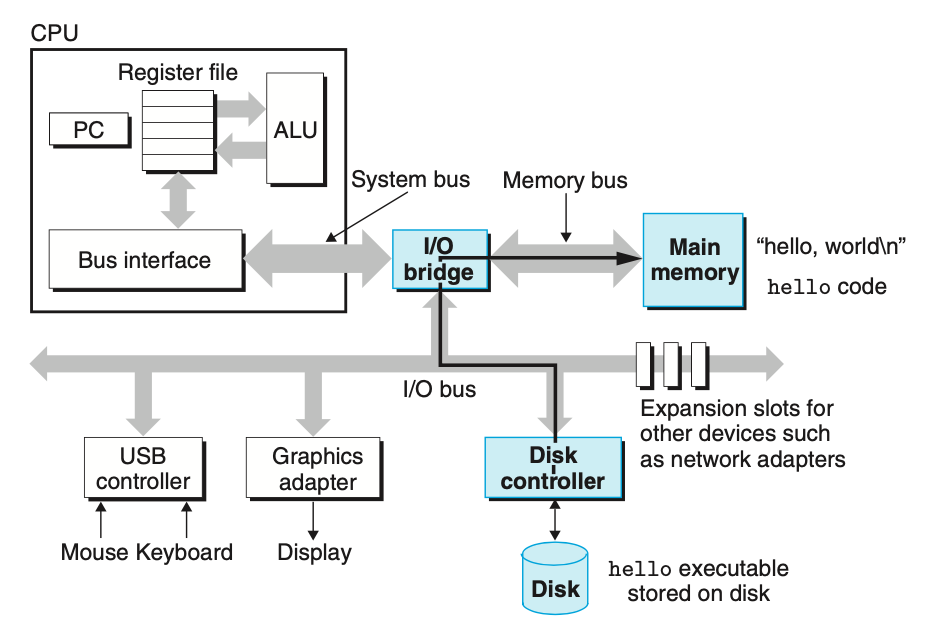 CPU
Register file
PC
ALU
System bus
Memory bus
Bus interface
I/O
bridge
Main
memory
“hello, world\n”
hello code
I/O bus
Expansion slots for
other devices such
as network adapters
USB
controller
Graphics
adapter
Disk
controller
Mouse Keyboard
Display
Disk
hello executable
stored on disk